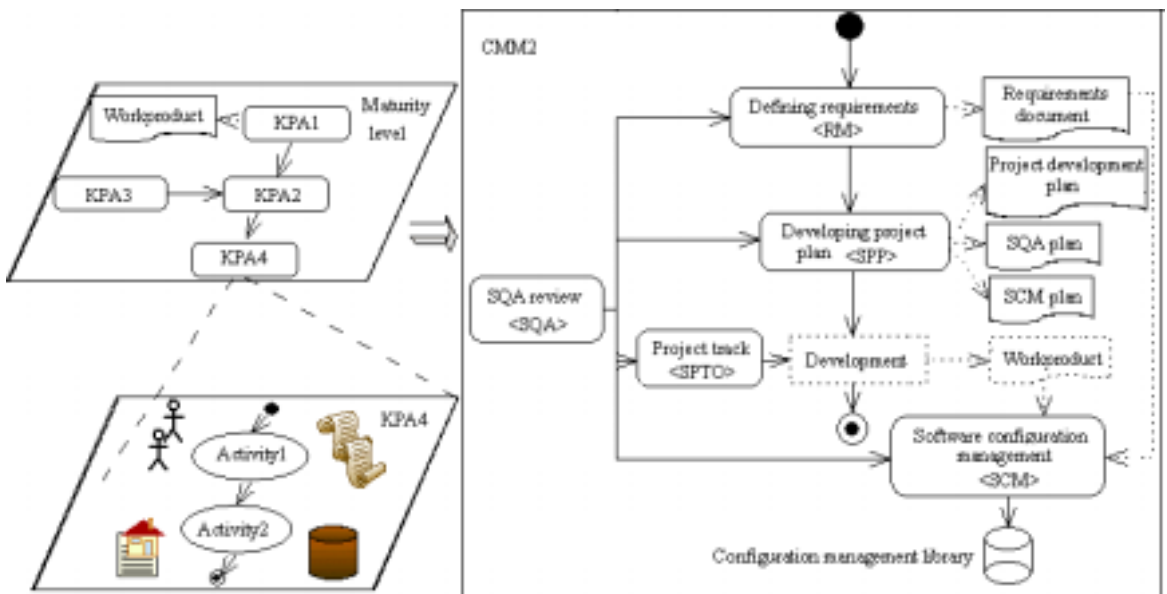 Workproduct
KPA1
Maturity
level
KPA3
KPA2
KPA4
KPA4
Activity1
Activity2
CMM2
Defining requirements
<RM>
Requirements
document
Project development
plan
Developing project
plan <SPP>
SQA plan
SCM plan
SQA review
<SQA>
Project track
<SPTO>
Development
Workproduct
Software configuration
management
<SCM>
Configuration management library